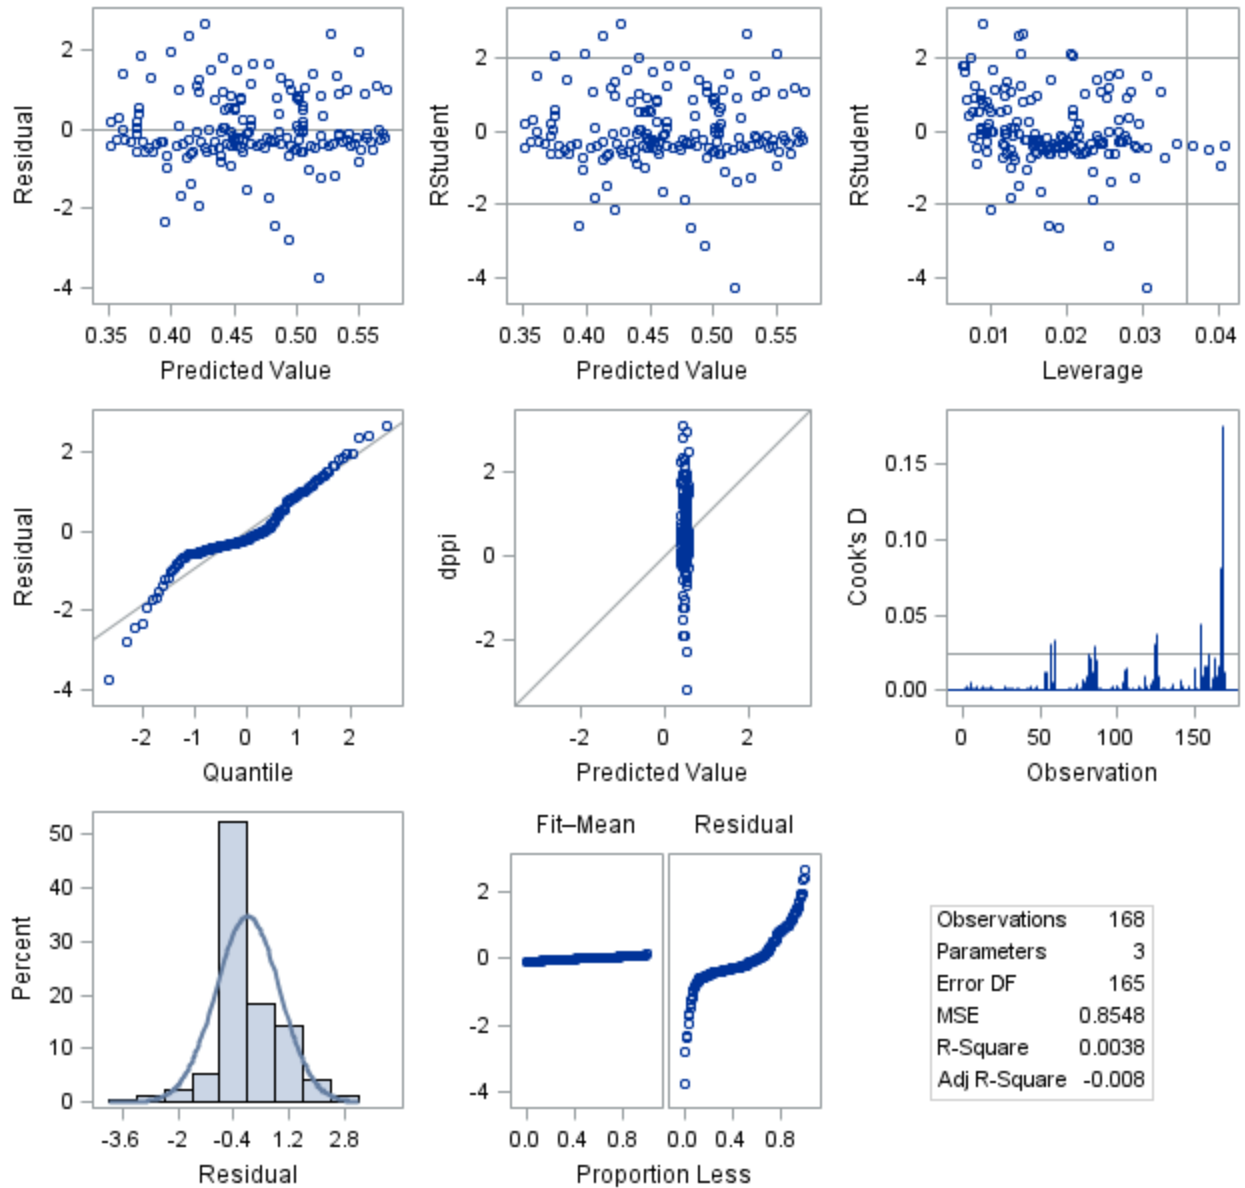 Residual
2
0
-2
-4
0.35 0.40 0.45 0.50 0.55
Predicted Value
RStudent
2
0
-2
-4
0.35 0.40 0.45 0.50 0.55
Predicted Value
RStudent
2
0
-2
-4
0.01 0.02 0.03 0.04
Leverage
Residual
2
0
-2
-4
-2 -1 0 1 2
Quantile
dppi
2
0
-2
-2 0 2
Predicted Value
Cook's D
0.15
0.10
0.05
0.00
0 50 100 150
Observation
Percent
50
40
30
20
10
0
-3.6 -2 -0.4 1.2 2.8
Residual
Fit–Mean Residual
2
0
-2
-4
0.0 0.4 0.8 0.0 0.4 0.8
Proportion Less
Observations 168
Parameters 3
Error DF 165
MSE 0.8548
R-Square 0.0038
Adj R-Square -0.008